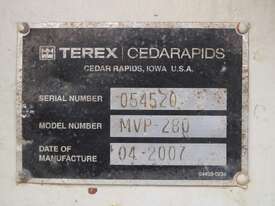 TEREX | CEDARAPIDS
CEDAR RAPIDS, IOWA U.S.A.
SERIAL NUMBER 054520
MODEL NUMBER MVP-280
DATE OF
MANUFACTURE 04-2007